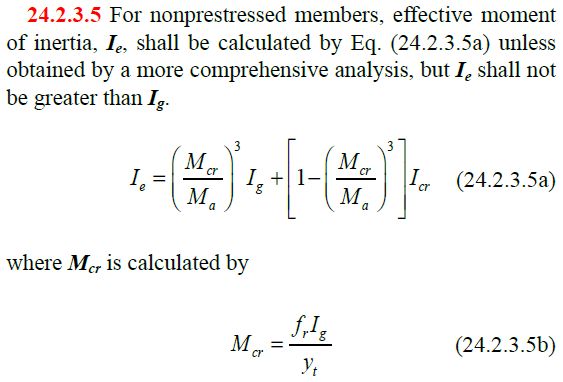 24.2.3.5 For nonprestressed members, effective moment
of inertia, Ie, shall be calculated by Eq. (24.2.3.5a) unless
obtained by a more comprehensive analysis, but Ie shall not
be greater than Ig.
Ie = (Mcr/Ma)^3 Ig + [1−(Mcr/Ma)^3] Icr (24.2.3.5a)
where Mcr is calculated by
Mcr = frIg/yt (24.2.3.5b)